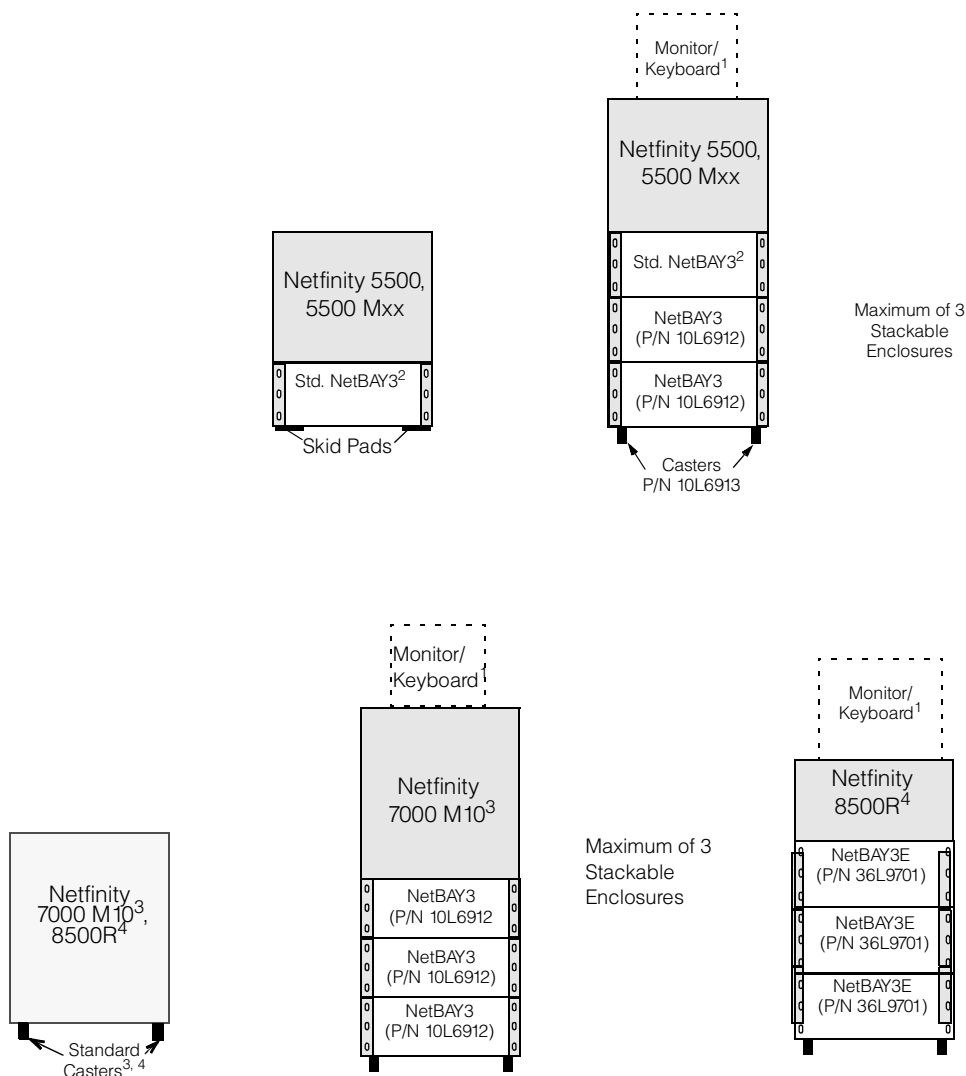 Monitor/
Keyboard¹
Netfinity 5500,
5500 Mxx
Std. NetBAY3²
NetBAY3
(P/N 10L6912)
NetBAY3
(P/N 10L6912)
Casters
P/N 10L6913
Maximum of 3
Stackable
Enclosures
Netfinity 5500,
5500 Mxx
Std. NetBAY3²
Skid Pads
Netfinity
7000 M10³,
8500R⁴
Standard
Casters³, ⁴
Monitor/
Keyboard¹
Netfinity
7000 M10³
NetBAY3
(P/N 10L6912
NetBAY3
(P/N 10L6912)
NetBAY3
(P/N 10L6912)
Maximum of 3
Stackable
Enclosures
Monitor/
Keyboard¹
Netfinity
8500R⁴
NetBAY3E
(P/N 36L9701)
NetBAY3E
(P/N 36L9701)
NetBAY3E
(P/N 36L9701)